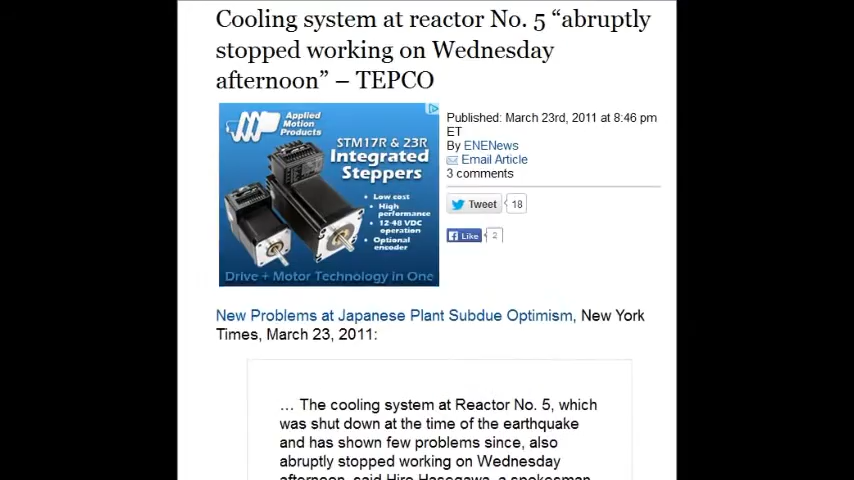 Cooling system at reactor No. 5 “abruptly
stopped working on Wednesday
afternoon” – TEPCO
Applied
Motion
Products
STM17R & 23R
Integrated
Steppers
• Low cost
• High
performance
• 12-48 VDC
operation
• Optional
encoder
Drive + Motor Technology in One
Published: March 23rd, 2011 at 8:46 pm
ET
By ENENews
Email Article
3 comments
Tweet 18
Like 2
New Problems at Japanese Plant Subdue Optimism, New York
Times, March 23, 2011:
… The cooling system at Reactor No. 5, which
was shut down at the time of the earthquake
and has shown few problems since, also
abruptly stopped working on Wednesday
afternoon, said Hiro Hasegawa, a spokesman